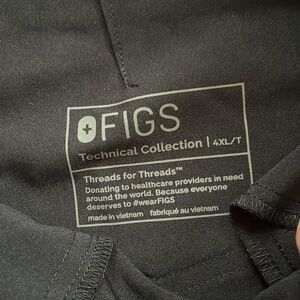 FIGS
Technical Collection | 4XL/T
Threads for Threads™
Donating to healthcare providers in need
around the world. Because everyone
deserves to #wearFIGS
made in vietnam fabriqué au vietnam